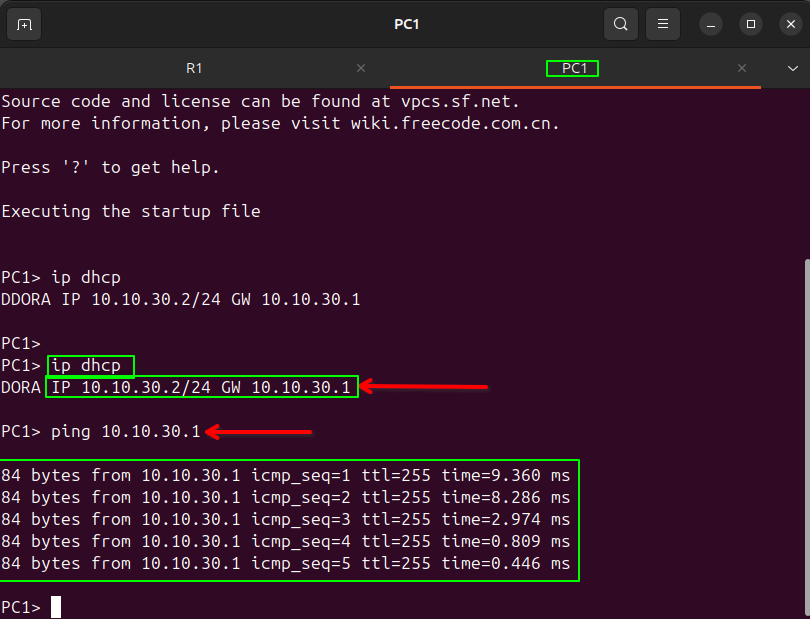 PC1
R1
PC1
Source code and license can be found at vpcs.sf.net.
For more information, please visit wiki.freecode.com.cn.
Press '?' to get help.
Executing the startup file
PC1> ip dhcp
DDORA IP 10.10.30.2/24 GW 10.10.30.1
PC1>
PC1> ip dhcp
DORA IP 10.10.30.2/24 GW 10.10.30.1
PC1> ping 10.10.30.1
84 bytes from 10.10.30.1 icmp_seq=1 ttl=255 time=9.360 ms
84 bytes from 10.10.30.1 icmp_seq=2 ttl=255 time=8.286 ms
84 bytes from 10.10.30.1 icmp_seq=3 ttl=255 time=2.974 ms
84 bytes from 10.10.30.1 icmp_seq=4 ttl=255 time=0.809 ms
84 bytes from 10.10.30.1 icmp_seq=5 ttl=255 time=0.446 ms
PC1>